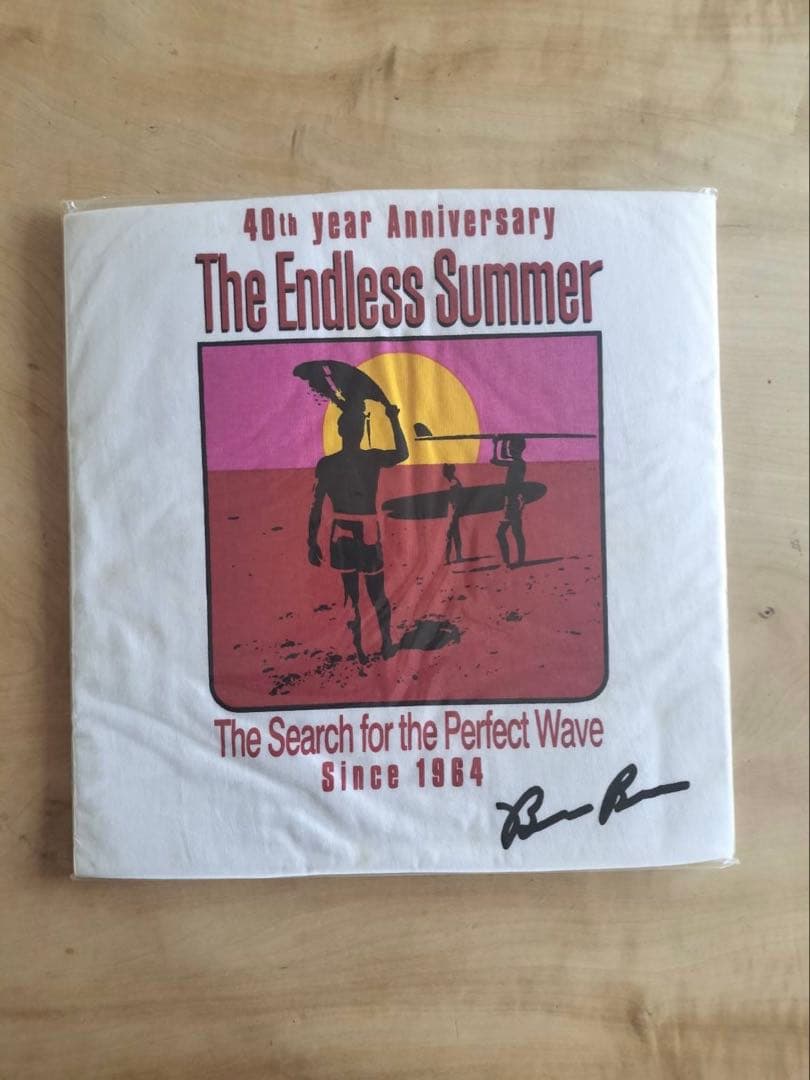 40th year Anniversary
The Endless Summer
The Search for the Perfect Wave
Since 1964